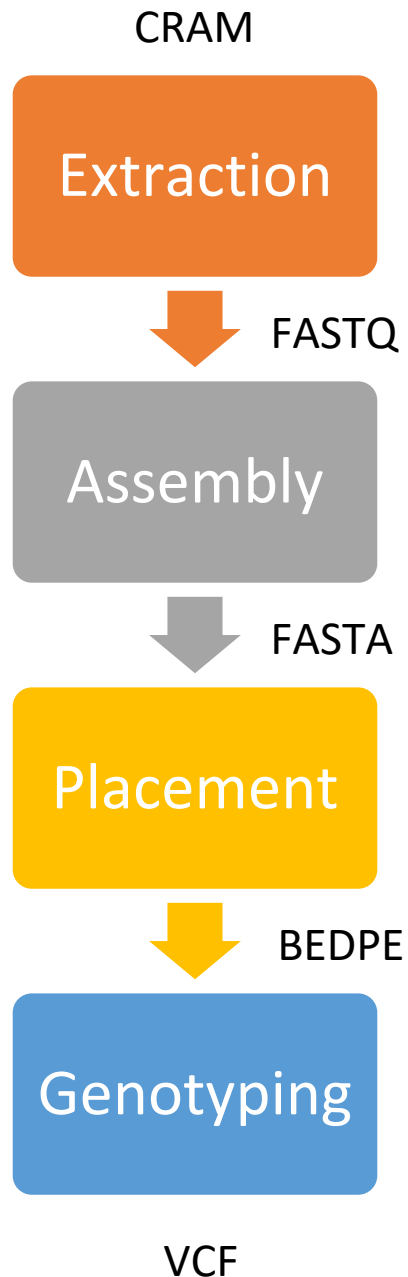 CRAM
Extraction
FASTQ
Assembly
FASTA
Placement
BEDPE
Genotyping
VCF